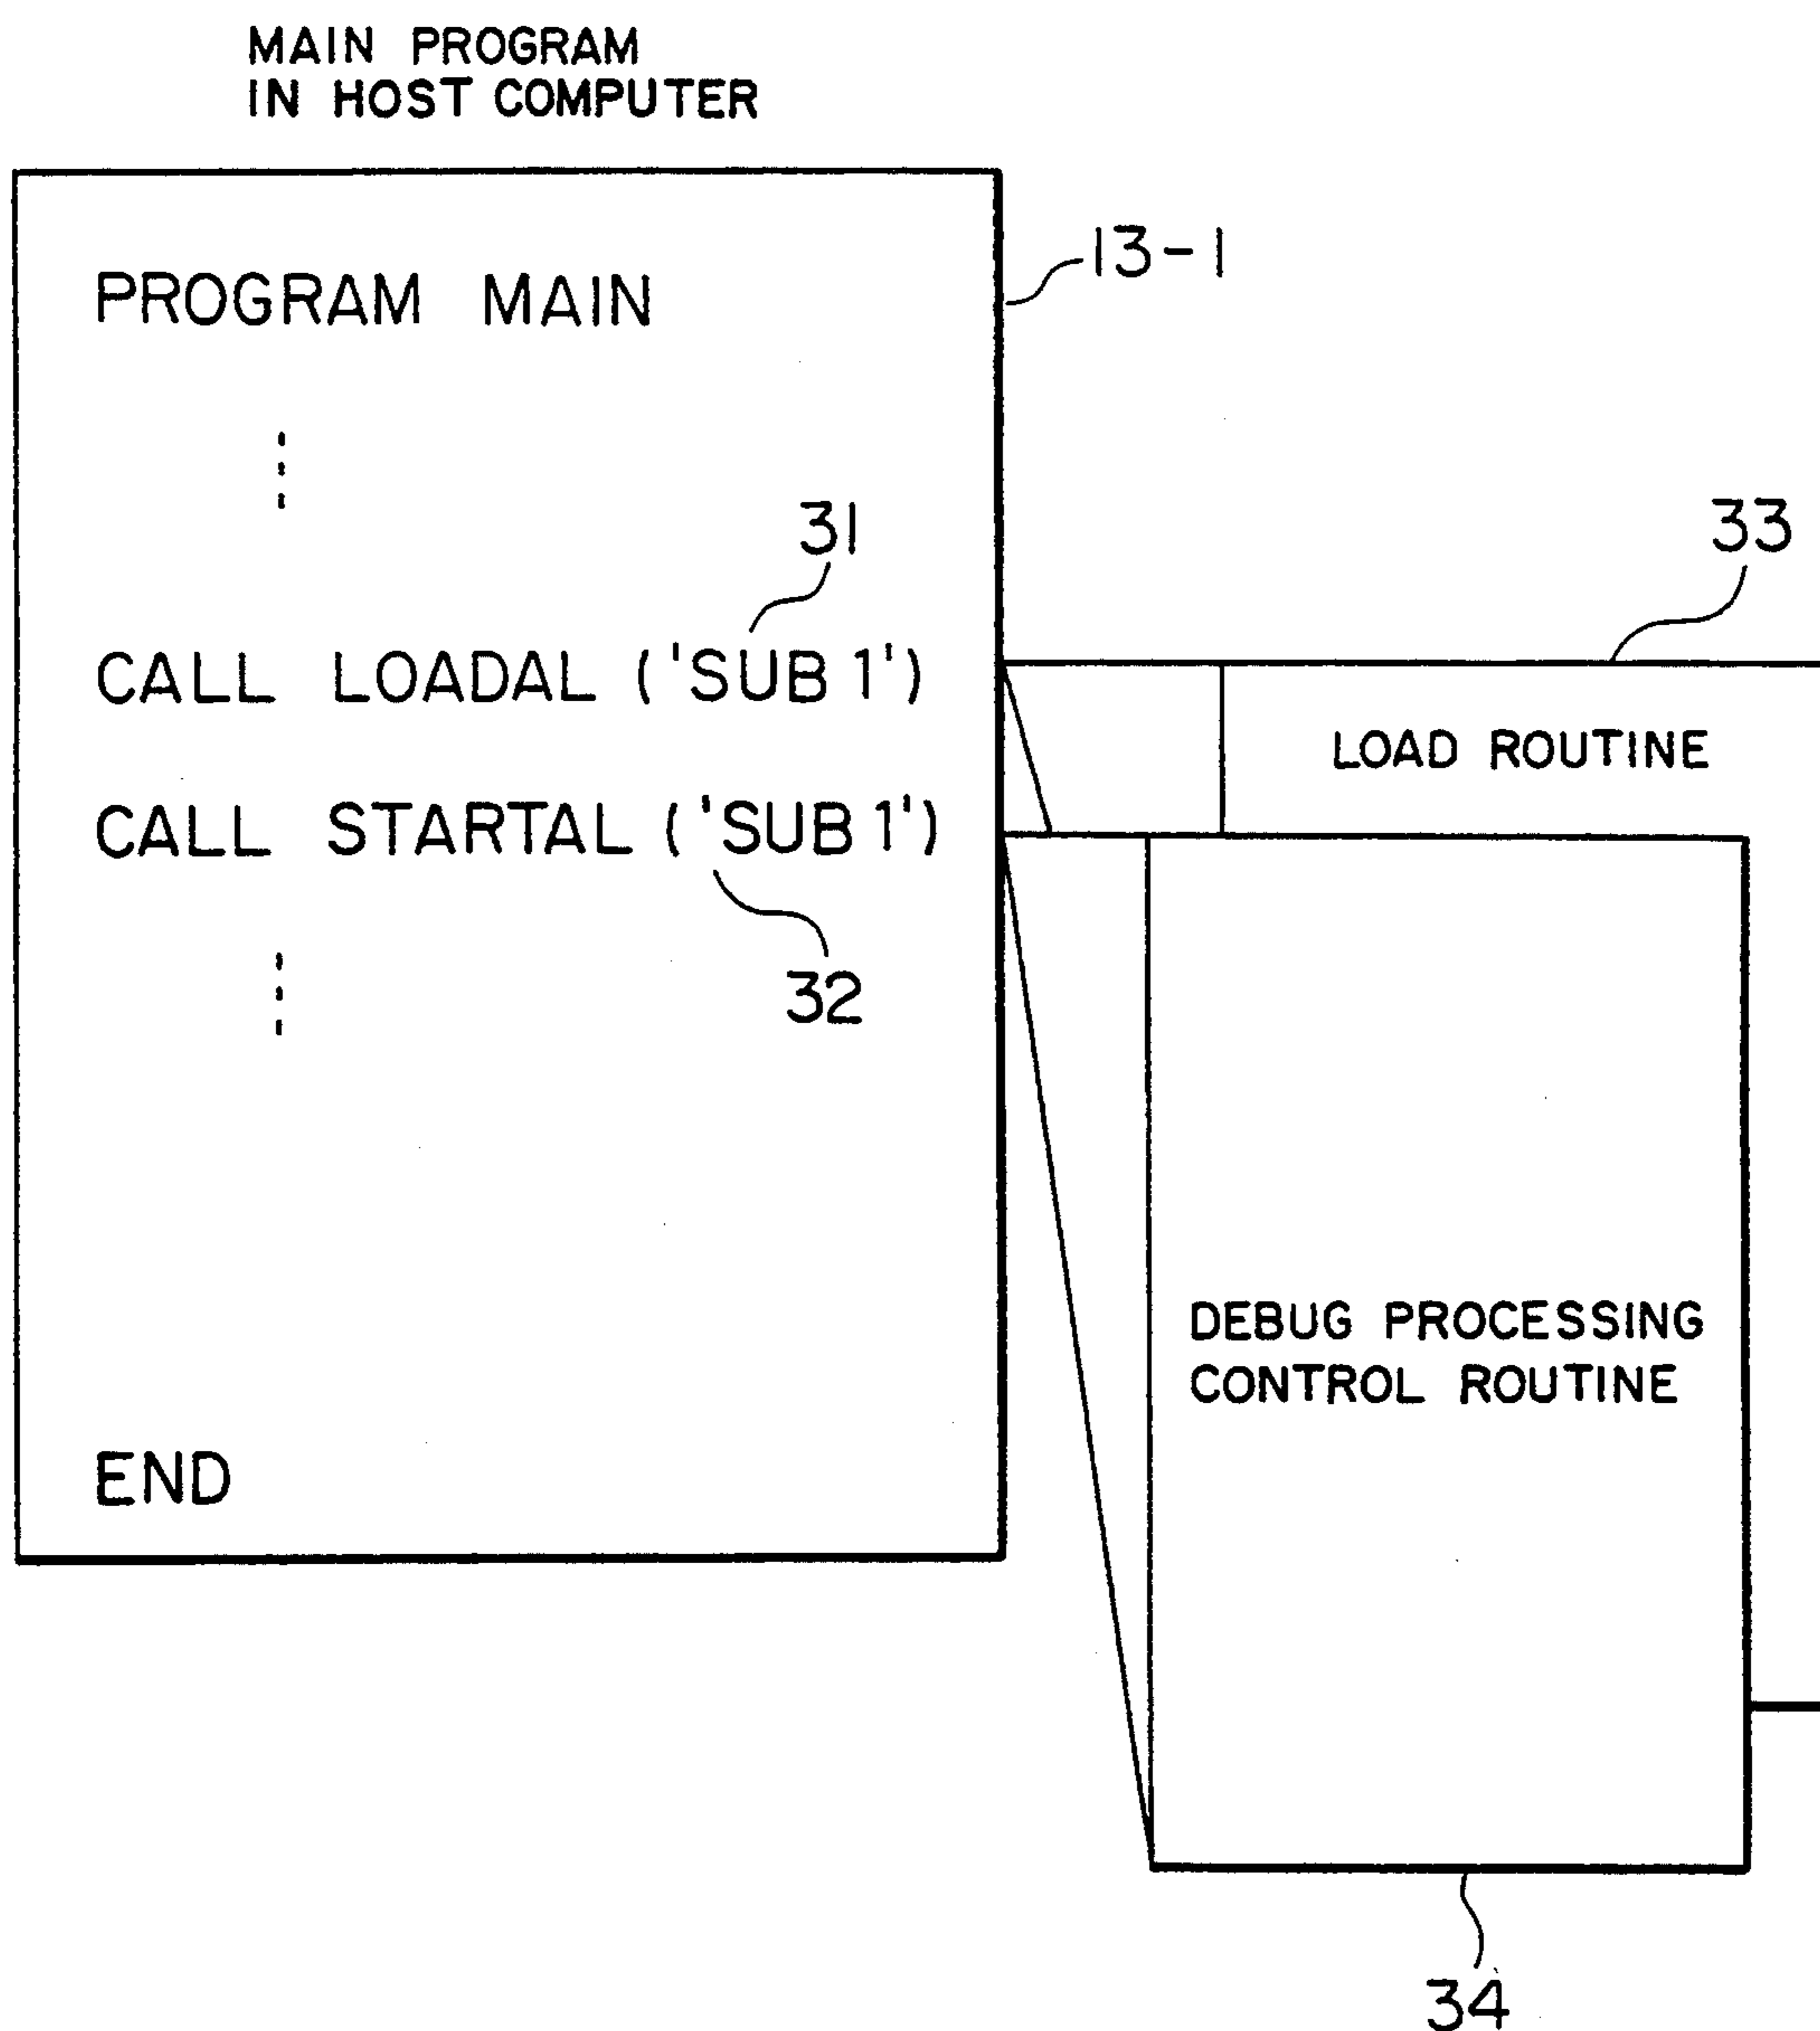 MAIN PROGRAM
IN HOST COMPUTER
13-1
PROGRAM MAIN
31
33
CALL LOADAL ('SUB 1')
LOAD ROUTINE
CALL STARTAL ('SUB 1')
32
DEBUG PROCESSING
CONTROL ROUTINE
END
34